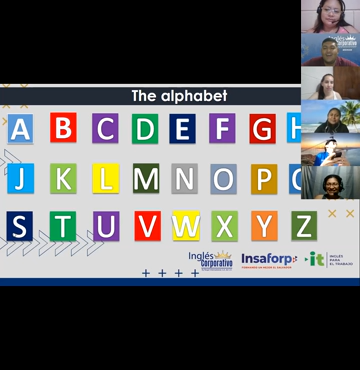 The alphabet
A B C D E F G H
J K L M N O P Q
S T U V W X Y Z
Inglés Corporativo
Insaforp
it INGLÉS PARA EL TRABAJO